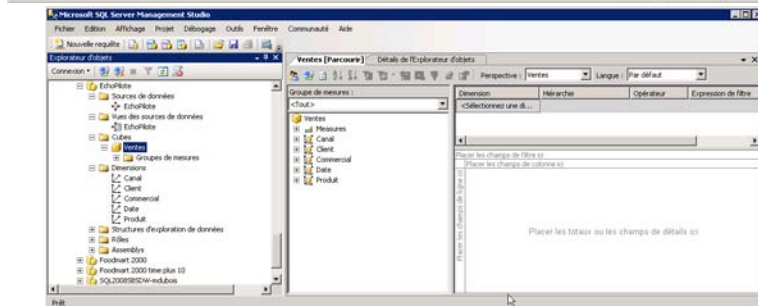 Microsoft SQL Server Management Studio
Fichier Edition Affichage Projet Débogage Outils Fenêtre Communauté Aide
Nouvelle requête
Explorateur d'objets
Connexion
EchoPilote
Sources de données
EchoPilote
Vues des sources de données
EchoPilote
Cubes
Ventes
Groupes de mesures
Dimensions
Canal
Client
Commercial
Date
Produit
Structures d'exploration de données
Rôles
Assemblys
Foodmart 2000
Foodmart 2000 time plus 10
SQL2008SBSDW-mdubois
Ventes [Parcourir] Détails de l'Explorateur d'objets
Perspective : Ventes Langue : Par défaut
Groupe de mesures :
<Tout>
Ventes
Measures
Canal
Client
Commercial
Date
Produit
Dimension Hiérarchie Opérateur Expression de filtre
<Sélectionnez une di...
Placer les champs de filtre ici
Placer les champs de colonne ici
Placer les champs de ligne ici
Placer les totaux ou les champs de détails ici
Prêt